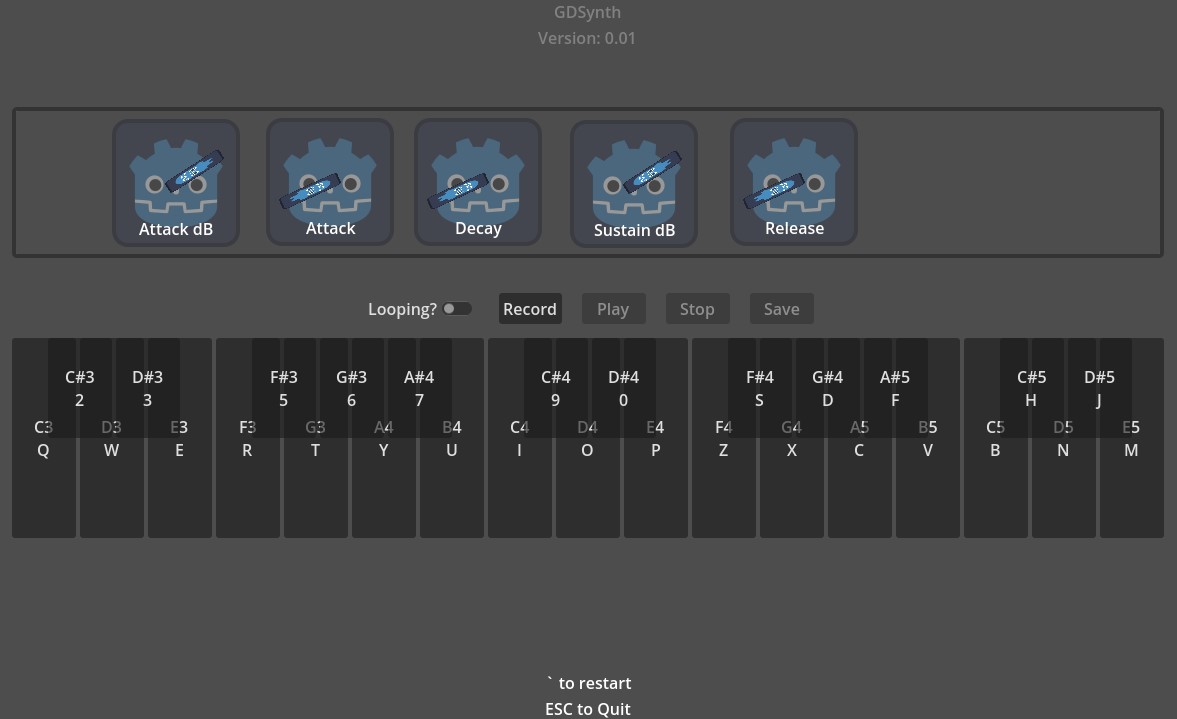 GDSynth
Version: 0.01
Attack dB Attack Decay Sustain dB Release
Looping? Record Play Stop Save
C#3 D#3 F#3 G#3 A#4 C#4 D#4 F#4 G#4 A#5 C#5 D#5
2 3 5 6 7 9 0 S D F H J
C3 D3 E3 F3 G3 A4 B4 C4 D4 E4 F4 G4 A5 B5 C5 D5 E5
Q W E R T Y U I O P Z X C V B N M
` to restart
ESC to Quit